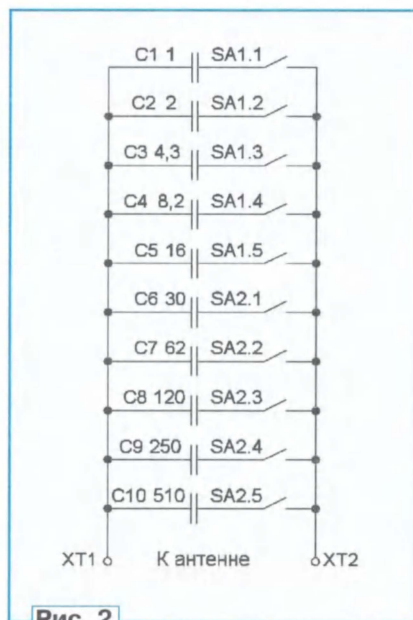 C1 1 SA1.1
C2 2 SA1.2
C3 4,3 SA1.3
C4 8,2 SA1.4
C5 16 SA1.5
C6 30 SA2.1
C7 62 SA2.2
C8 120 SA2.3
C9 250 SA2.4
C10 510 SA2.5
XT1 К антенне XT2
Рис. 2